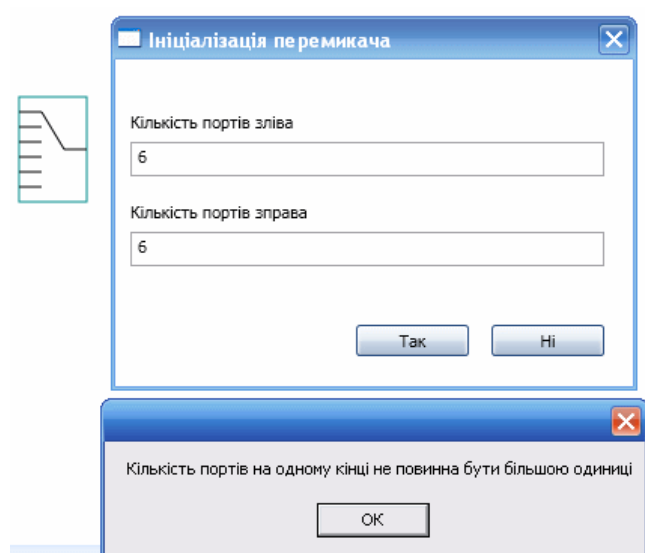 Ініціалізація перемикача
Кількість портів зліва
6
Кількість портів зправа
6
Так Ні
Кількість портів на одному кінці не повинна бути більшою одиниці
OK